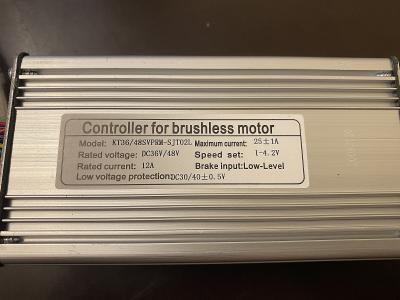 Controller for brushless motor
Model: KT36/48SVPRM-SJT02L Maximum current: 25±1A
Rated voltage: DC36V/48V Speed set: 1-4.2V
Rated current: 12A Brake input:Low-Level
Low voltage protection:DC30/40±0.5V